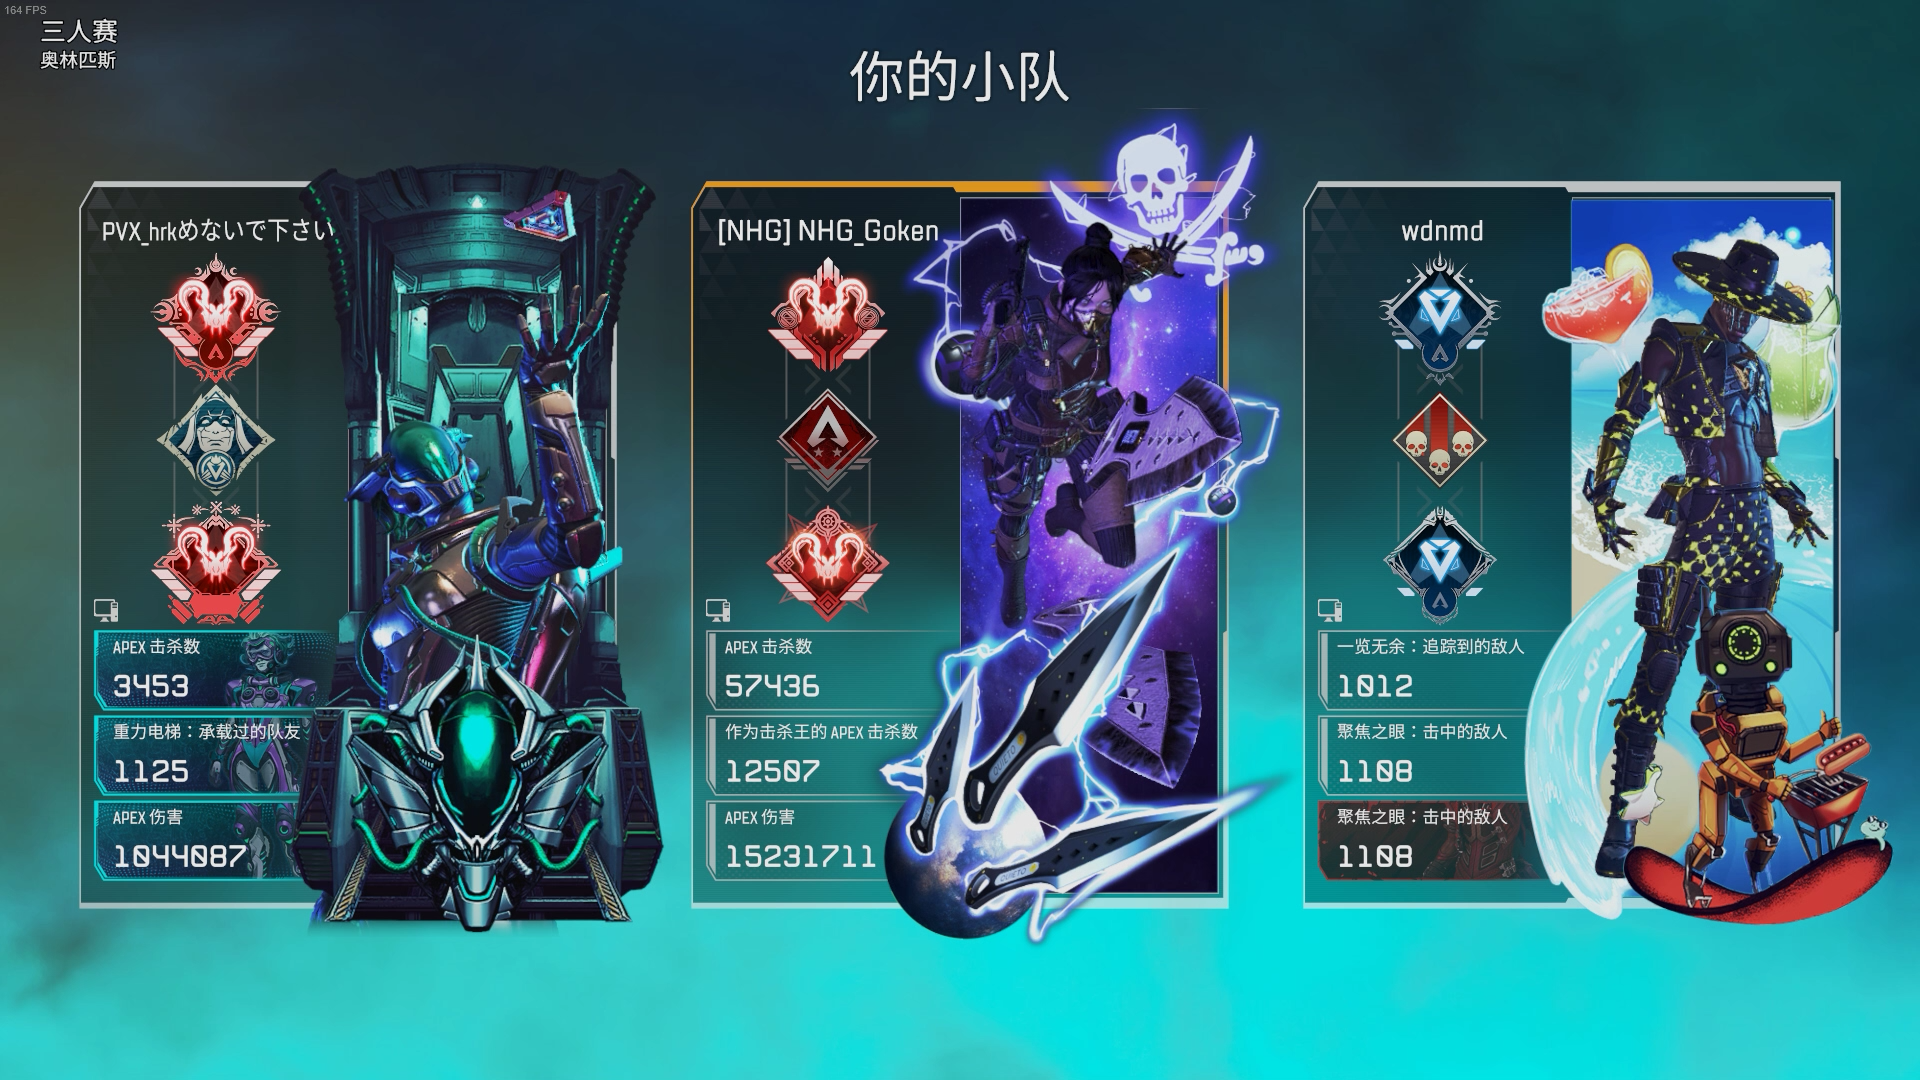 164 FPS
三人赛
奥林匹斯
你的小队
PVX_hrkめないで下さい
APEX 击杀数
3453
重力电梯：承载过的队友
1125
APEX 伤害
1044087
[NHG] NHG_Goken
APEX 击杀数
57436
作为击杀王的 APEX 击杀数
12507
APEX 伤害
15231711
QUIETO
QUIETO
wdnmd
一览无余：追踪到的敌人
1012
聚焦之眼：击中的敌人
1108
聚焦之眼：击中的敌人
1108